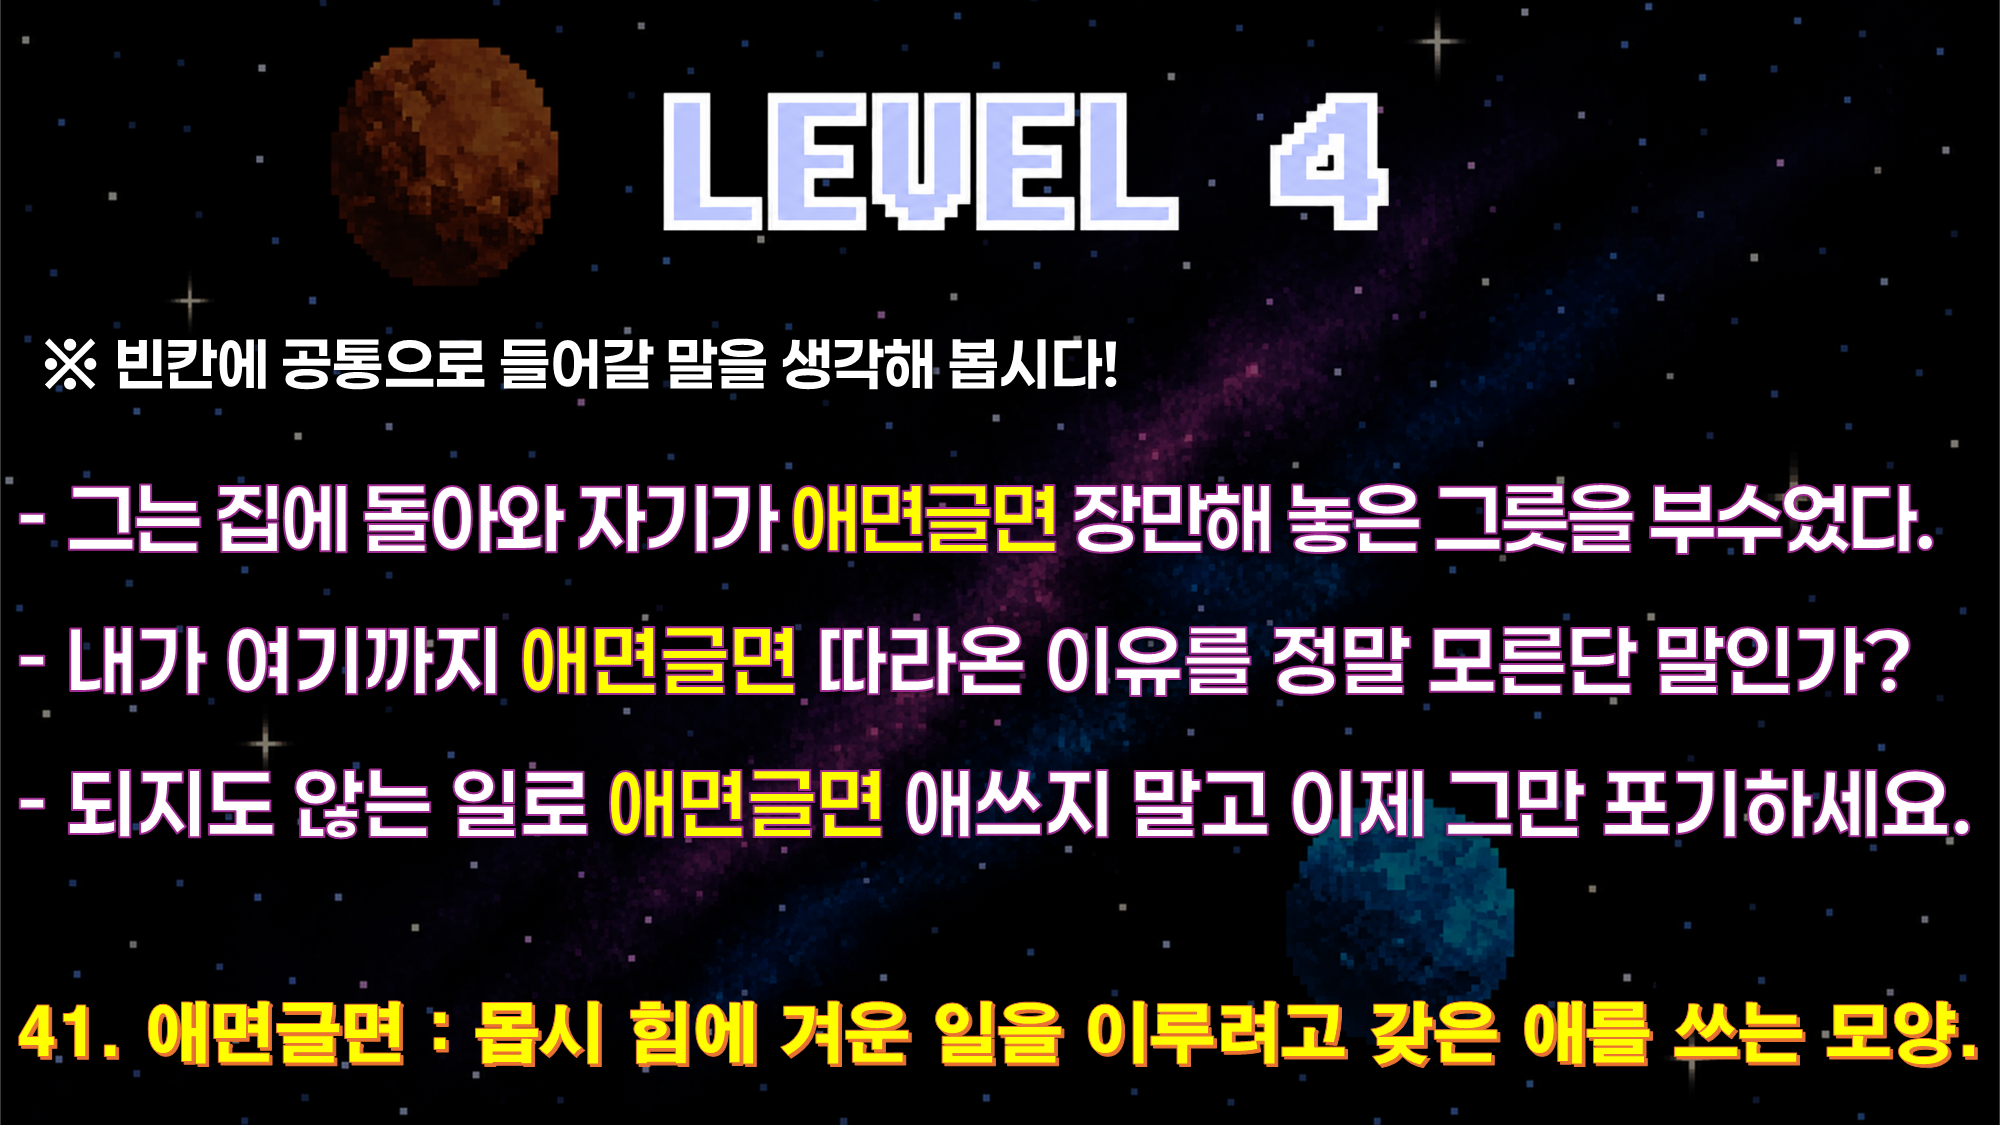 LEVEL 4
※ 빈칸에 공통으로 들어갈 말을 생각해 봅시다!
- 그는 집에 돌아와 자기가 애면글면 장만해 놓은 그릇을 부수었다.
- 내가 여기까지 애면글면 따라온 이유를 정말 모른단 말인가?
- 되지도 않는 일로 애면글면 애쓰지 말고 이제 그만 포기하세요.
41. 애면글면 : 몹시 힘에 겨운 일을 이루려고 갖은 애를 쓰는 모양.